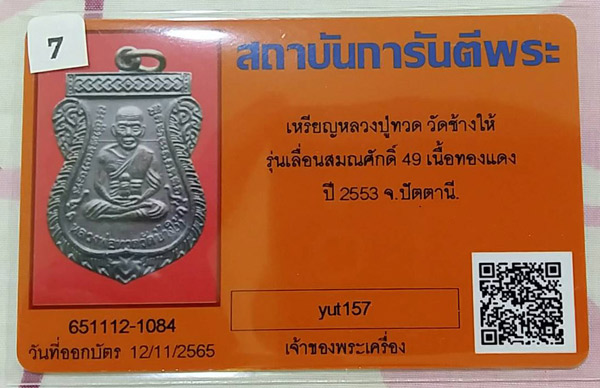 7
สถาบันการันตีพระ
เหรียญหลวงปู่ทวด วัดช้างให้
รุ่นเลื่อนสมณศักดิ์ 49 เนื้อทองแดง
ปี 2553 จ.ปัตตานี.
yut157
651112-1084
วันที่ออกบัตร 12/11/2565
เจ้าของพระเครื่อง